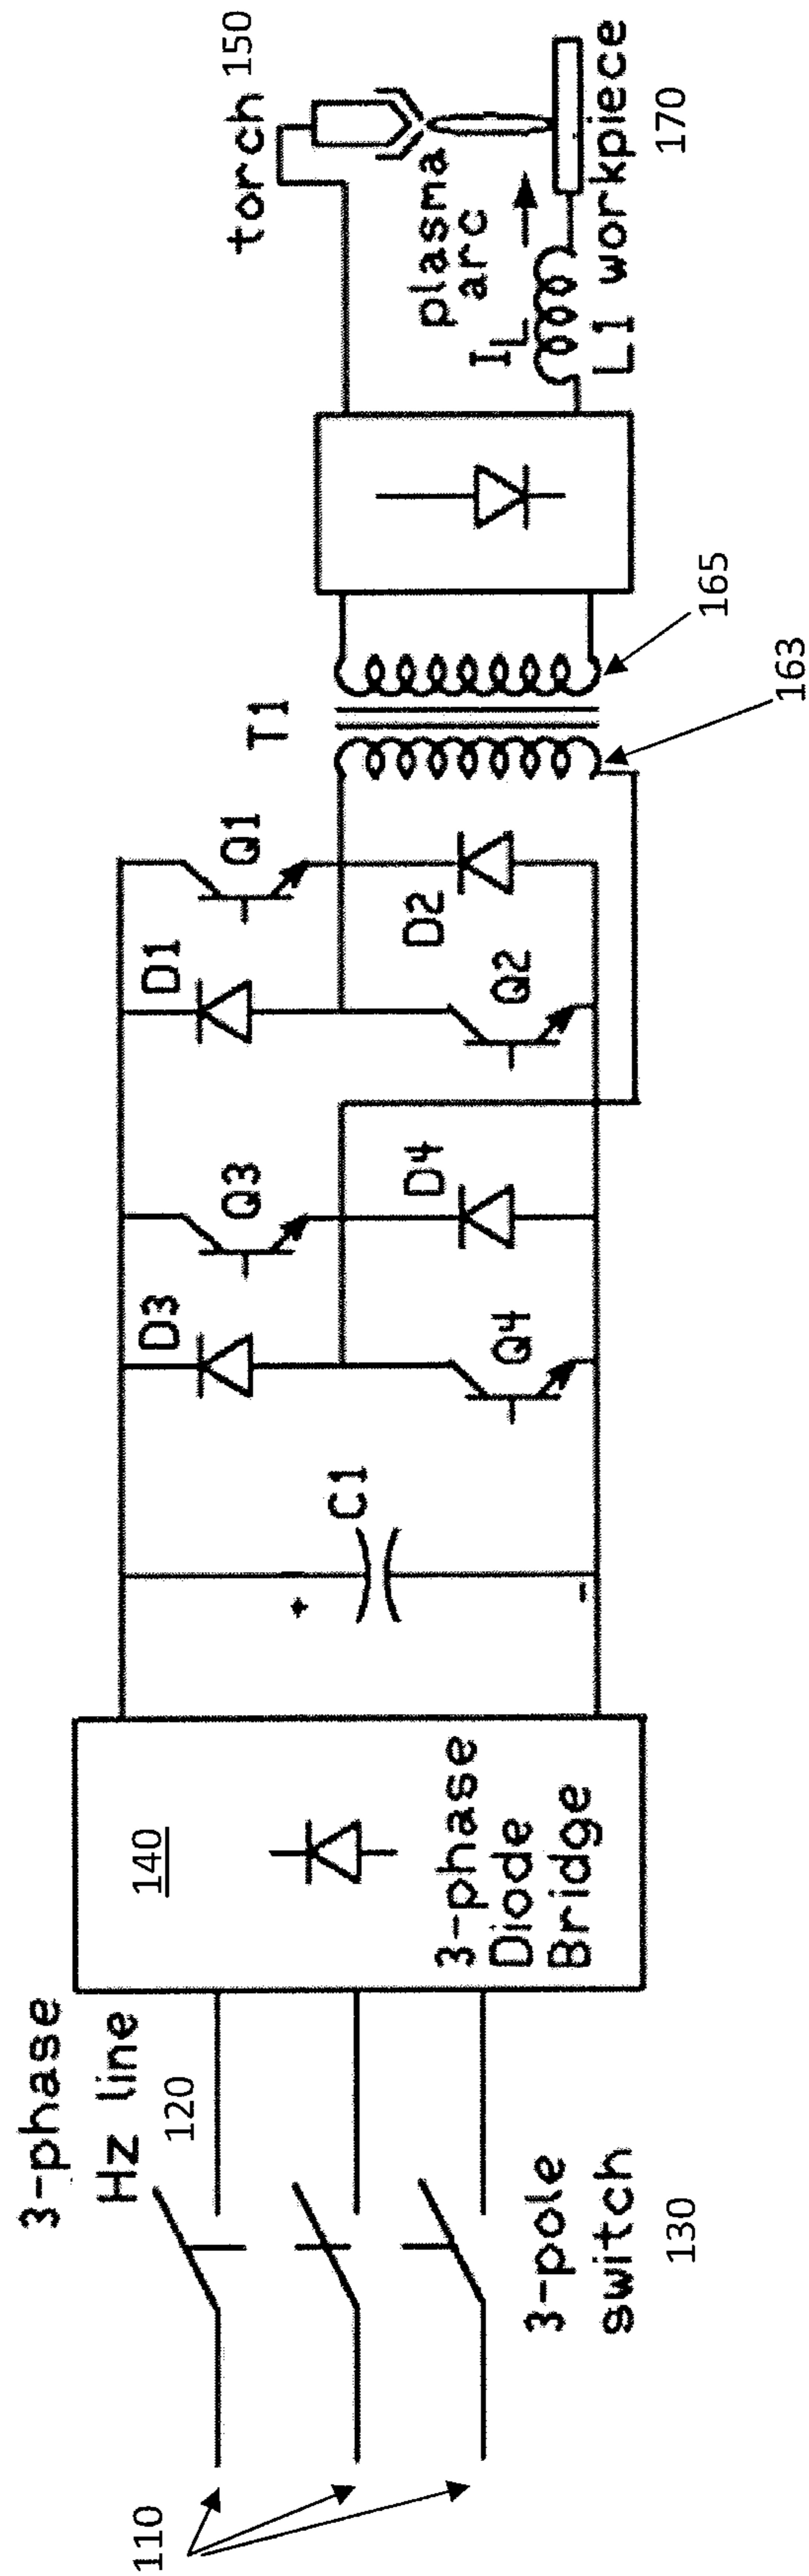 110
3-phase
Hz line
120
3-pole
switch
130
140
3-phase
Diode
Bridge
+
C1
-
D3
Q3
Q4
D4
D1
Q1
Q2
D2
T1
163
165
torch 150
plasma
arc
IL
L1 workpiece
170